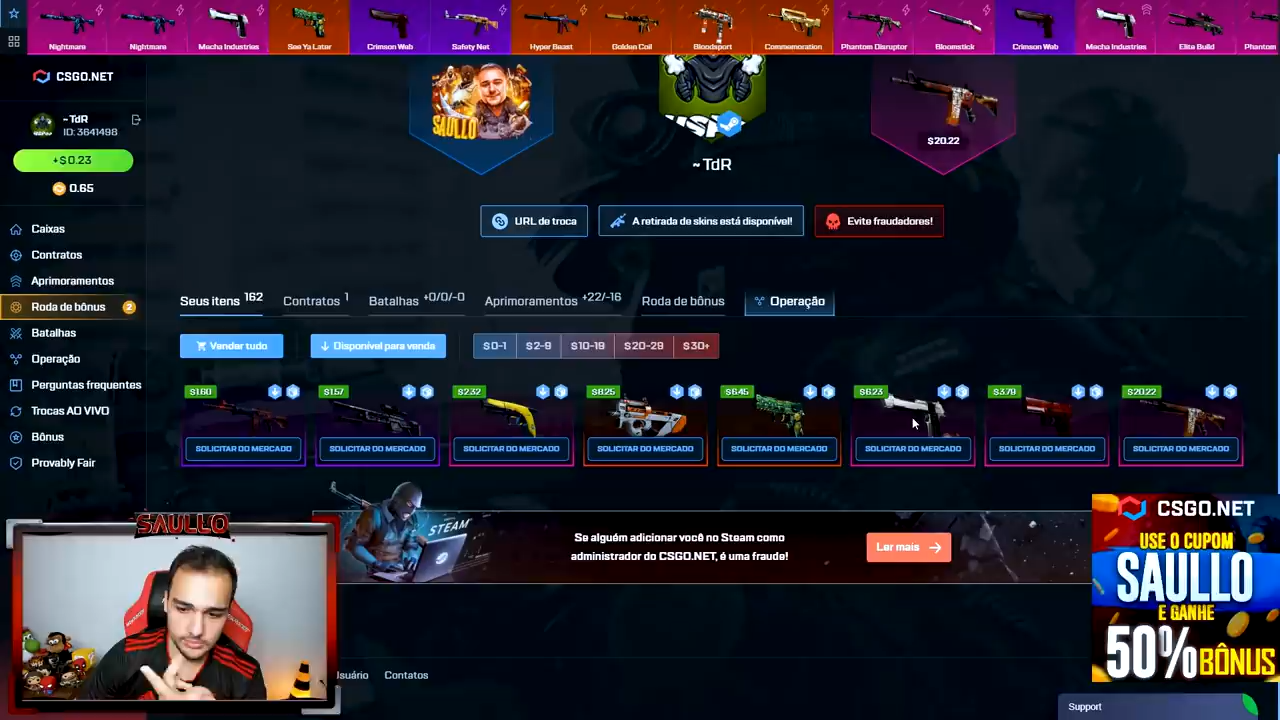 Nightmare
Nightmare
Mecha Industries
See Ya Later
Crimson Web
Safety Net
Hyper Beast
Golden Coil
Bloodsport
Commemoration
Phantom Disruptor
Bloomstick
Crimson Web
Mecha Industries
Elite Build
Phantom
CSGO.NET
~ TdR
ID: 3641498
+$0.23
0.65
Caixas
Contratos
Aprimoramentos
Roda de bônus 2
Batalhas
Operação
Perguntas frequentes
Trocas AO VIVO
Bônus
Provably Fair
SAULLO
$20.22
~ TdR
URL de troca
A retirada de skins está disponível!
Evite fraudadores!
Seus itens 162
Contratos 1
Batalhas +0/0/-0
Aprimoramentos +22/-16
Roda de bônus
Operação
Vender tudo
Disponível para venda
$0-1
$2-9
$10-19
$20-29
$30+
$1.60
$1.57
$2.32
$8.25
$6.45
$6.23
$3.79
$20.22
SOLICITAR DO MERCADO
SOLICITAR DO MERCADO
SOLICITAR DO MERCADO
SOLICITAR DO MERCADO
SOLICITAR DO MERCADO
SOLICITAR DO MERCADO
SOLICITAR DO MERCADO
SOLICITAR DO MERCADO
STEAM
Se alguém adicionar você no Steam como
administrador do CSGO.NET, é uma fraude!
Ler mais
SAULLO
CSGO.NET
USE O CUPOM
SAULLO
E GANHE
50% BÔNUS
Contatos
Support